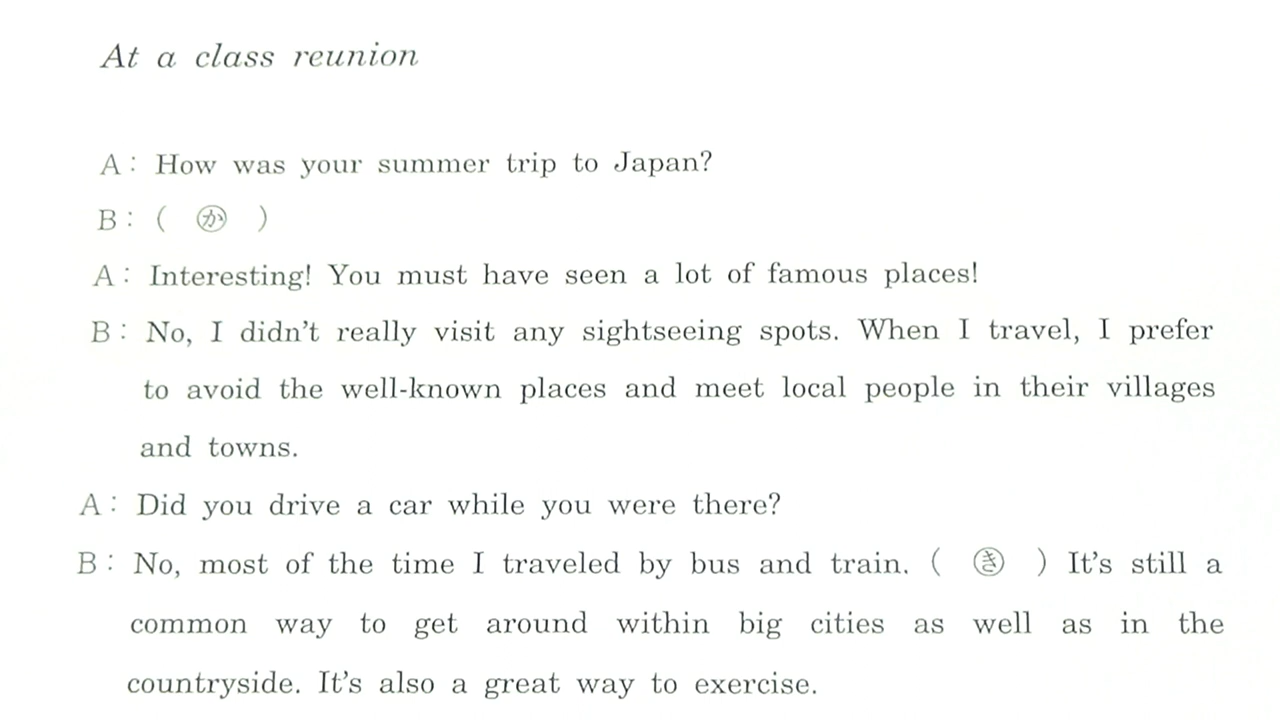 At a class reunion
A: How was your summer trip to Japan?
B: ( ㋕ )
A: Interesting! You must have seen a lot of famous places!
B: No, I didn't really visit any sightseeing spots. When I travel, I prefer
to avoid the well-known places and meet local people in their villages
and towns.
A: Did you drive a car while you were there?
B: No, most of the time I traveled by bus and train. ( ㋖ ) It's still a
common way to get around within big cities as well as in the
countryside. It's also a great way to exercise.